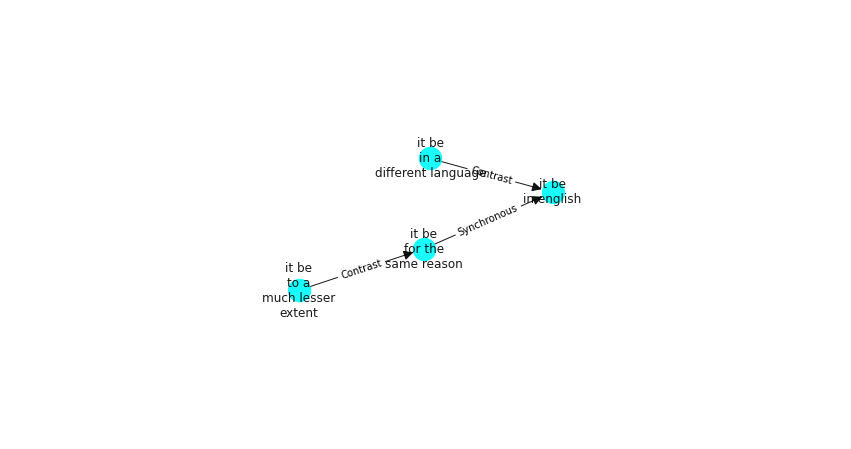 it be
in a
different language
Contrast
it be
in english
Synchronous
it be
for the
same reason
Contrast
it be
to a
much lesser
extent